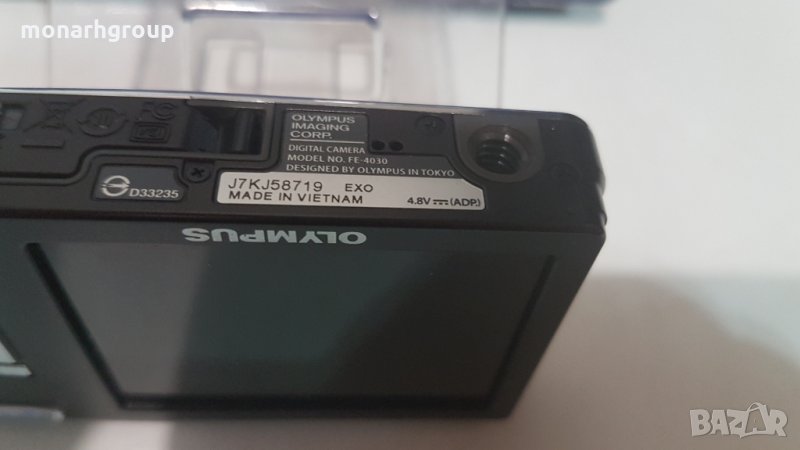 monarhgroup
OLYMPUS
IMAGING
CORP.
DIGITAL CAMERA
MODEL NO. FE-4030
DESIGNED BY OLYMPUS IN TOKYO
D33235
J7KJ58719 EXO
MADE IN VIETNAM
4.8V (ADP.)
OLYMPUS
BAZAR